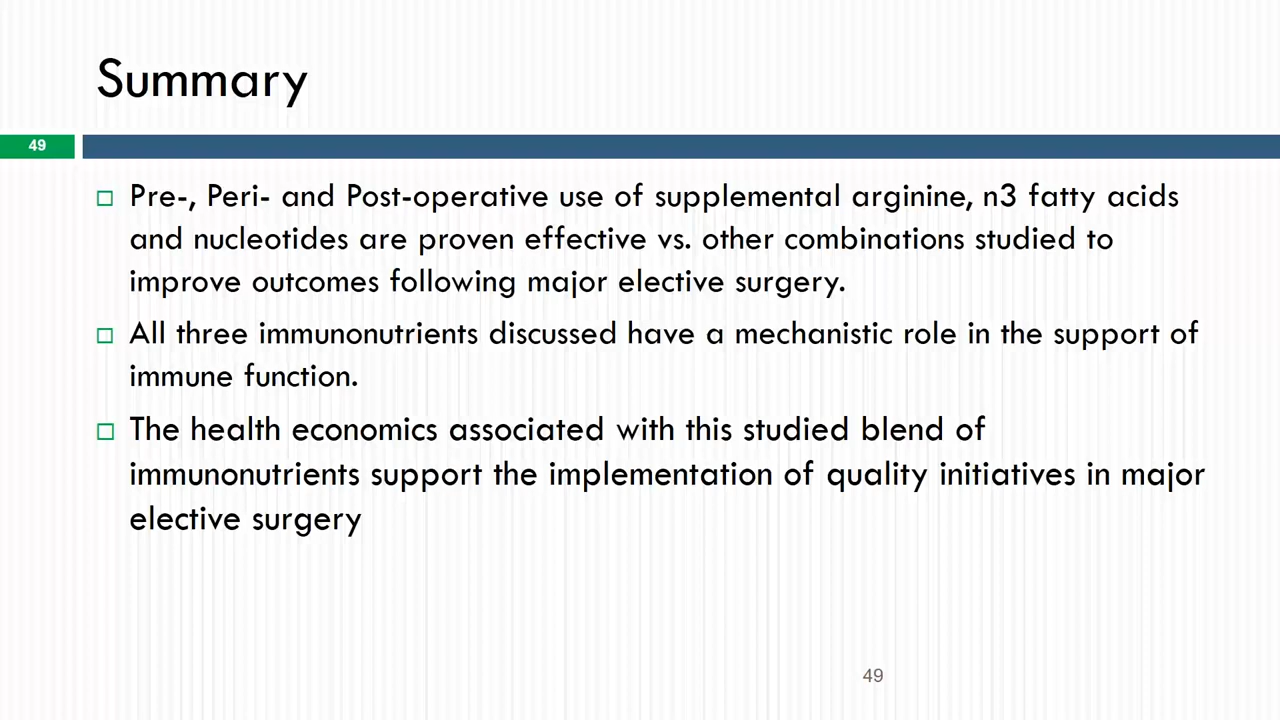 Summary
49
Pre-, Peri- and Post-operative use of supplemental arginine, n3 fatty acids
and nucleotides are proven effective vs. other combinations studied to
improve outcomes following major elective surgery.
All three immunonutrients discussed have a mechanistic role in the support of
immune function.
The health economics associated with this studied blend of
immunonutrients support the implementation of quality initiatives in major
elective surgery
49